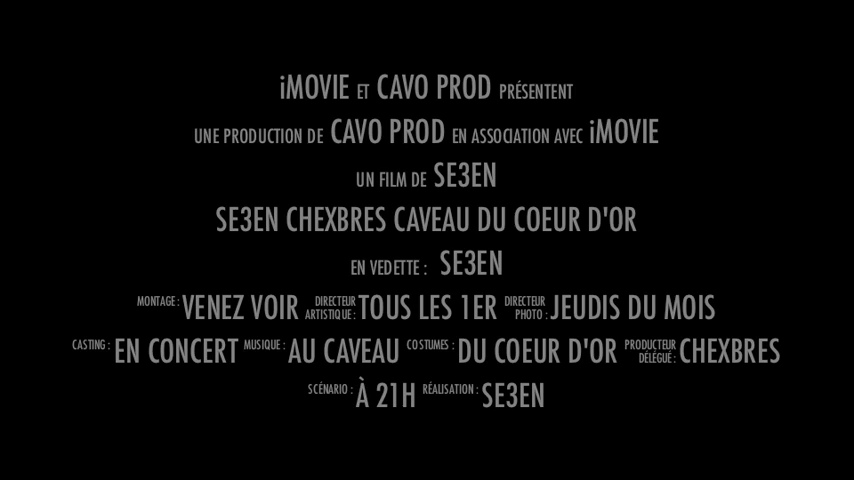 iMOVIE ET CAVO PROD PRÉSENTENT
UNE PRODUCTION DE CAVO PROD EN ASSOCIATION AVEC iMOVIE
UN FILM DE SE3EN
SE3EN CHEXBRES CAVEAU DU COEUR D'OR
EN VEDETTE : SE3EN
MONTAGE : VENEZ VOIR DIRECTEUR ARTISTIQUE : TOUS LES 1ER DIRECTEUR PHOTO : JEUDIS DU MOIS
CASTING : EN CONCERT MUSIQUE : AU CAVEAU COSTUMES : DU COEUR D'OR PRODUCTEUR DÉLÉGUÉ : CHEXBRES
SCÉNARIO : À 21H RÉALISATION : SE3EN